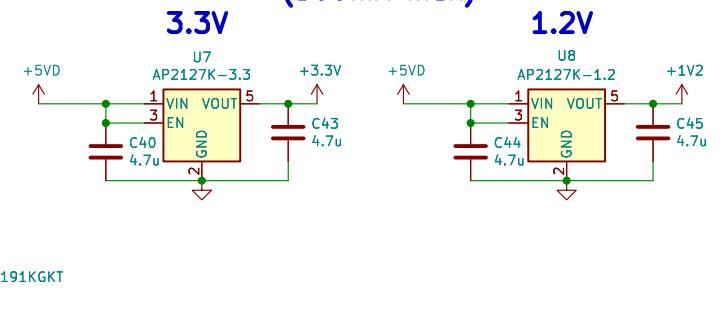 3.3V
1.2V
U7
AP2127K-3.3
+5VD
+3.3V
1
VIN
VOUT
5
3
EN
GND
2
C40
4.7u
C43
4.7u
U8
AP2127K-1.2
+5VD
+1V2
1
VIN
VOUT
5
3
EN
GND
2
C44
4.7u
C45
4.7u
191KGKT